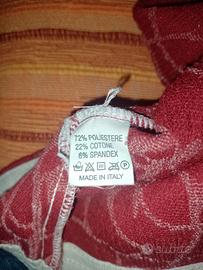 72% POLIESTERE
22% COTONE
6% SPANDEX
MADE IN ITALY
subito